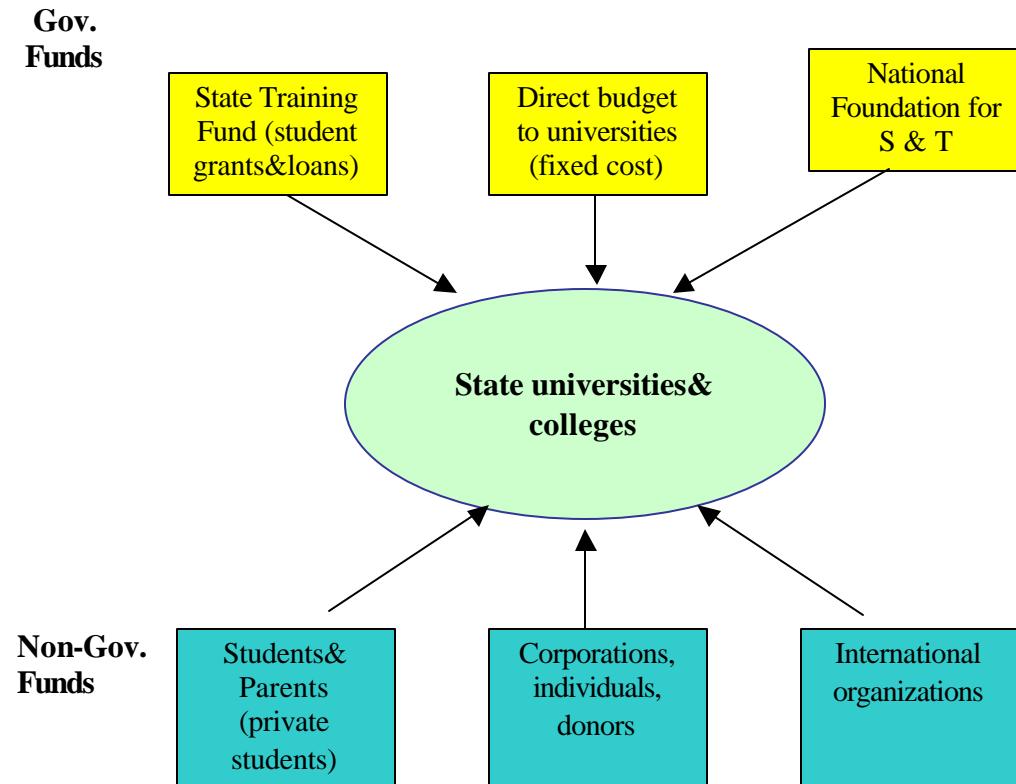 Gov.
Funds
State Training
Fund (student
grants&loans)
Direct budget
to universities
(fixed cost)
National
Foundation for
S & T
State universities&
colleges
Non-Gov.
Funds
Students&
Parents
(private
students)
Corporations,
individuals,
donors
International
organizations